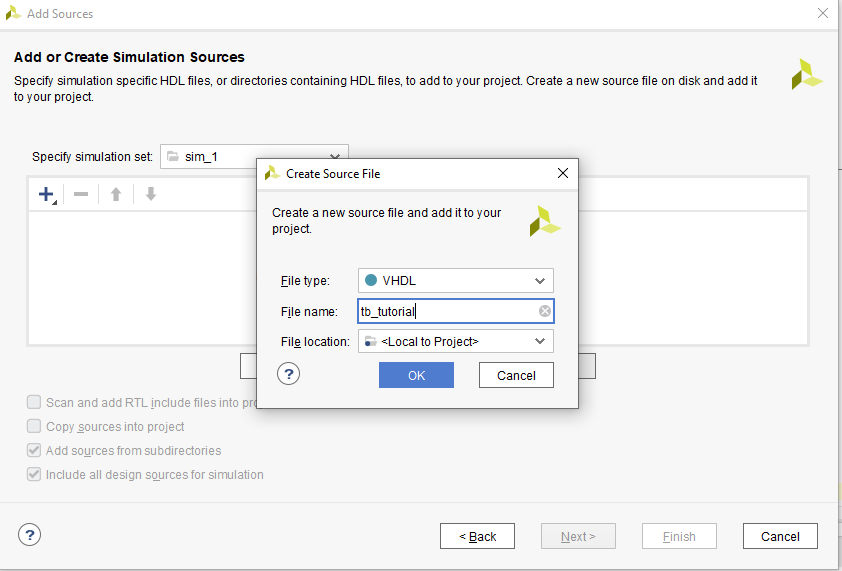 Add Sources
Add or Create Simulation Sources
Specify simulation specific HDL files, or directories containing HDL files, to add to your project. Create a new source file on disk and add it
to your project.
Specify simulation set: sim_1
Create Source File
Create a new source file and add it to your
project.
File type: VHDL
File name: tb_tutorial
File location: <Local to Project>
? OK Cancel
Scan and add RTL include files into
Copy sources into project
Add sources from subdirectories
Include all design sources for simulation
? < Back Next > Finish Cancel